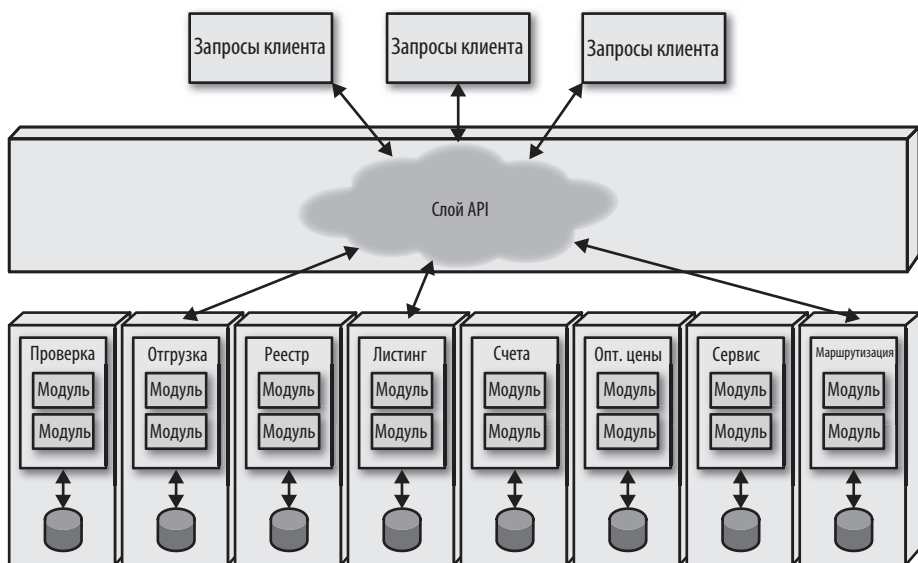 Запросы клиента
Запросы клиента
Запросы клиента
Слой API
Проверка
Модуль
Модуль
Отгрузка
Модуль
Модуль
Реестр
Модуль
Модуль
Листинг
Модуль
Модуль
Счета
Модуль
Модуль
Опт. цены
Модуль
Модуль
Сервис
Модуль
Модуль
Маршрутизация
Модуль
Модуль